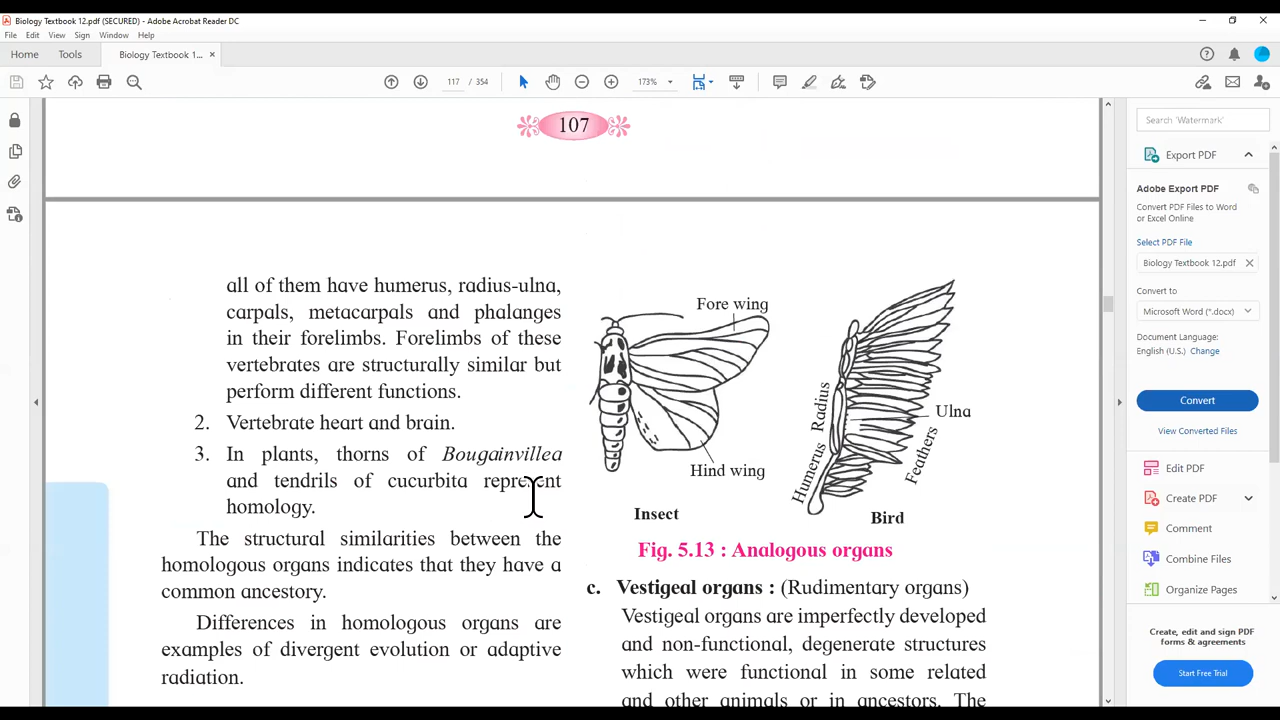 Biology Textbook 12.pdf (SECURED) - Adobe Acrobat Reader DC
File Edit View Sign Window Help
Home Tools Biology Textbook 1... ×
117 / 354 173%
Search 'Watermark'
107
Export PDF
Adobe Export PDF
Convert PDF Files to Word
or Excel Online
Select PDF File
Biology Textbook 12.pdf ×
Convert to
Microsoft Word (*.docx)
Document Language:
English (U.S.) Change
Convert
View Converted Files
Edit PDF
Create PDF
Comment
Combine Files
Organize Pages
Create, edit and sign PDF
forms & agreements
Start Free Trial
all of them have humerus, radius-ulna,
carpals, metacarpals and phalanges
in their forelimbs. Forelimbs of these
vertebrates are structurally similar but
perform different functions.
2. Vertebrate heart and brain.
3. In plants, thorns of Bougainvillea
and tendrils of cucurbita represent
homology.
The structural similarities between the
homologous organs indicates that they have a
common ancestory.
Differences in homologous organs are
examples of divergent evolution or adaptive
radiation.
Fore wing
Hind wing
Insect
Humerus
Radius
Ulna
Feathers
Bird
Fig. 5.13 : Analogous organs
c. Vestigeal organs : (Rudimentary organs)
Vestigeal organs are imperfectly developed
and non-functional, degenerate structures
which were functional in some related
and other animals or in ancestors. The